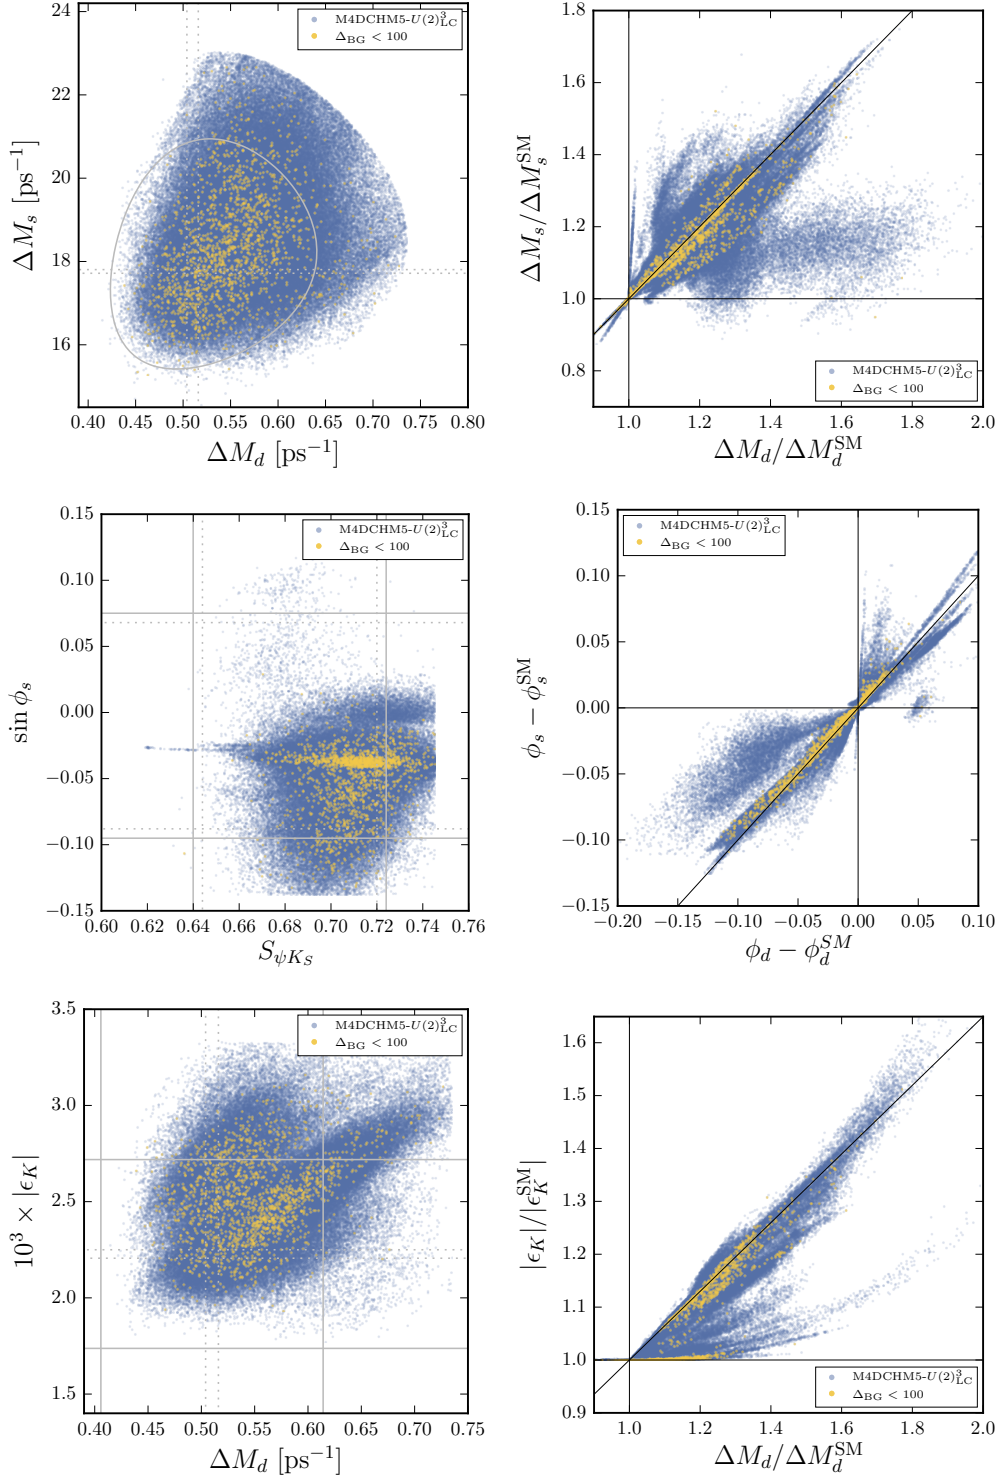 24
22
20
18
16
ΔM_s [ps⁻¹]
0.40 0.45 0.50 0.55 0.60 0.65 0.70 0.75 0.80
ΔM_d [ps⁻¹]
M4DCHM5-U(2)³_LC
Δ_BG < 100
1.8
1.6
1.4
1.2
1.0
0.8
ΔM_s/ΔM_s^SM
1.0 1.2 1.4 1.6 1.8 2.0
ΔM_d/ΔM_d^SM
M4DCHM5-U(2)³_LC
Δ_BG < 100
0.15
0.10
0.05
0.00
−0.05
−0.10
−0.15
sin ϕ_s
0.60 0.62 0.64 0.66 0.68 0.70 0.72 0.74 0.76
S_ψK_S
M4DCHM5-U(2)³_LC
Δ_BG < 100
0.15
0.10
0.05
0.00
−0.05
−0.10
−0.15
ϕ_s − ϕ_s^SM
−0.20 −0.15 −0.10 −0.05 0.00 0.05 0.10
ϕ_d − ϕ_d^SM
M4DCHM5-U(2)³_LC
Δ_BG < 100
3.5
3.0
2.5
2.0
1.5
10³ × |ϵ_K|
0.40 0.45 0.50 0.55 0.60 0.65 0.70 0.75
ΔM_d [ps⁻¹]
M4DCHM5-U(2)³_LC
Δ_BG < 100
1.6
1.5
1.4
1.3
1.2
1.1
1.0
0.9
|ϵ_K|/|ϵ_K^SM|
1.0 1.2 1.4 1.6 1.8 2.0
ΔM_d/ΔM_d^SM
M4DCHM5-U(2)³_LC
Δ_BG < 100